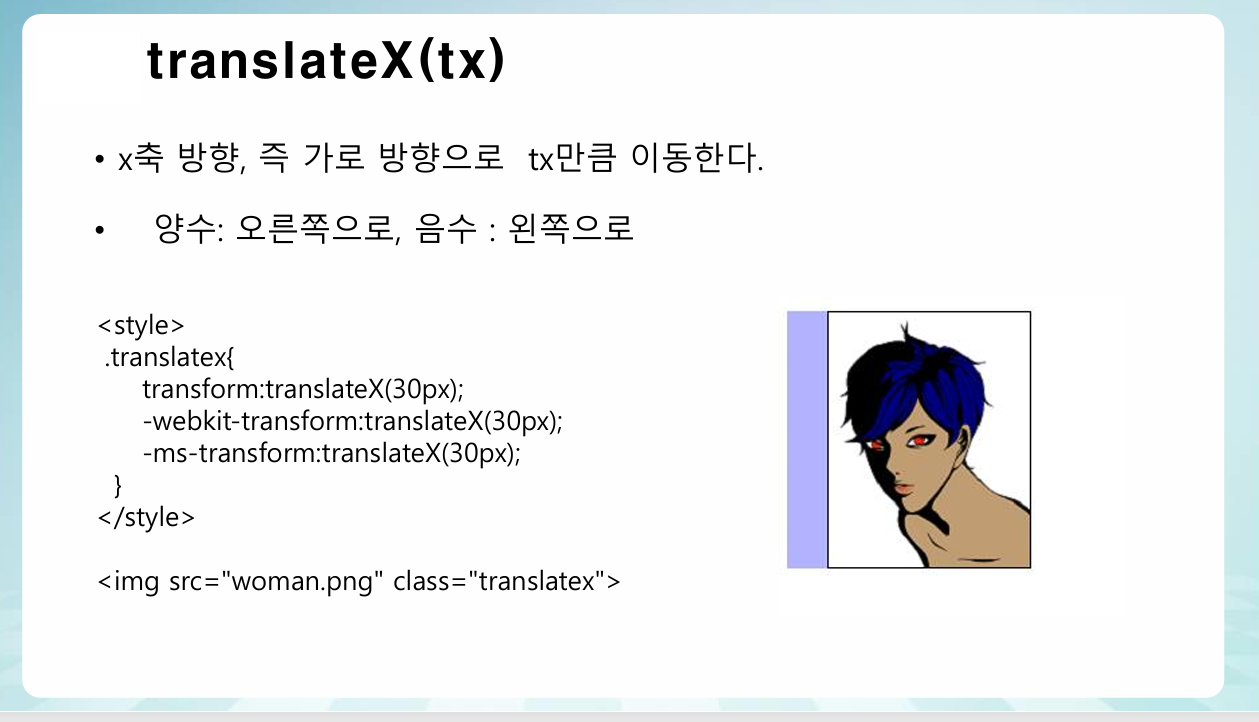 translateX(tx)
• x축 방향, 즉 가로 방향으로 tx만큼 이동한다.
• 양수: 오른쪽으로, 음수 : 왼쪽으로
<style>
.translatex{
transform:translateX(30px);
-webkit-transform:translateX(30px);
-ms-transform:translateX(30px);
}
</style>
<img src="woman.png" class="translatex">